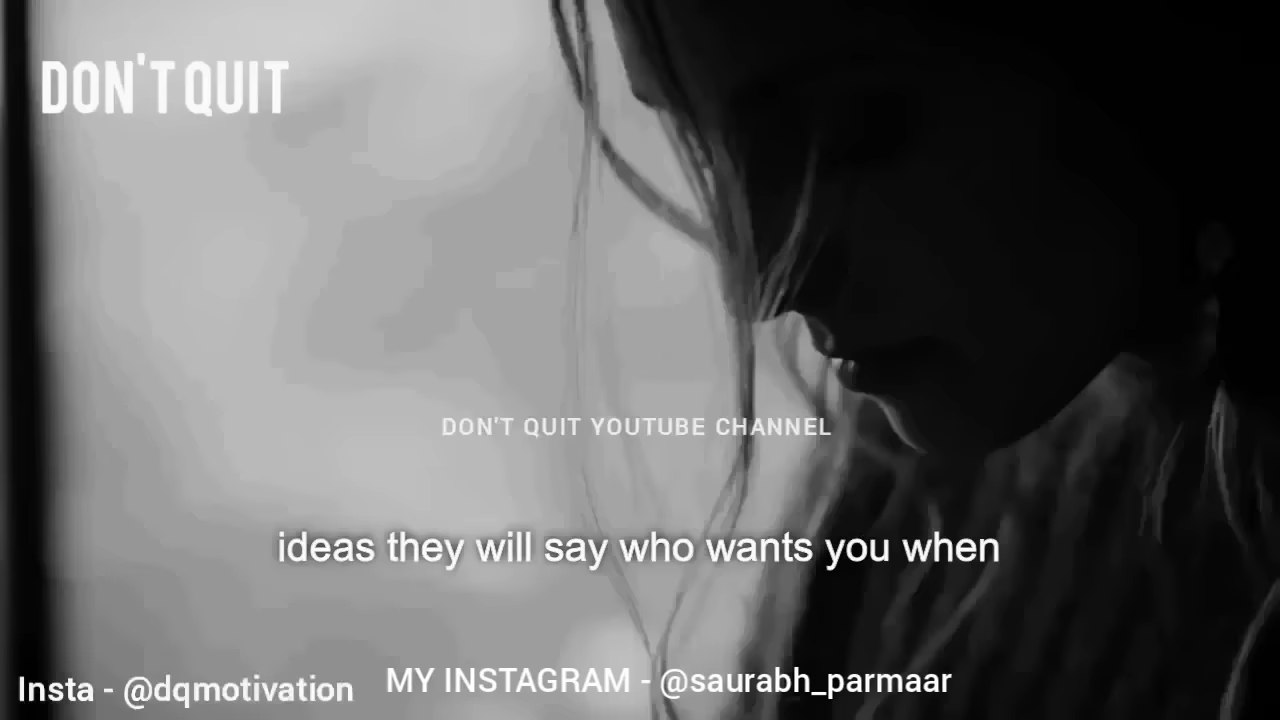 DON'T QUIT
DON'T QUIT YOUTUBE CHANNEL
ideas they will say who wants you when
Insta - @dqmotivation
MY INSTAGRAM - @saurabh_parmaar